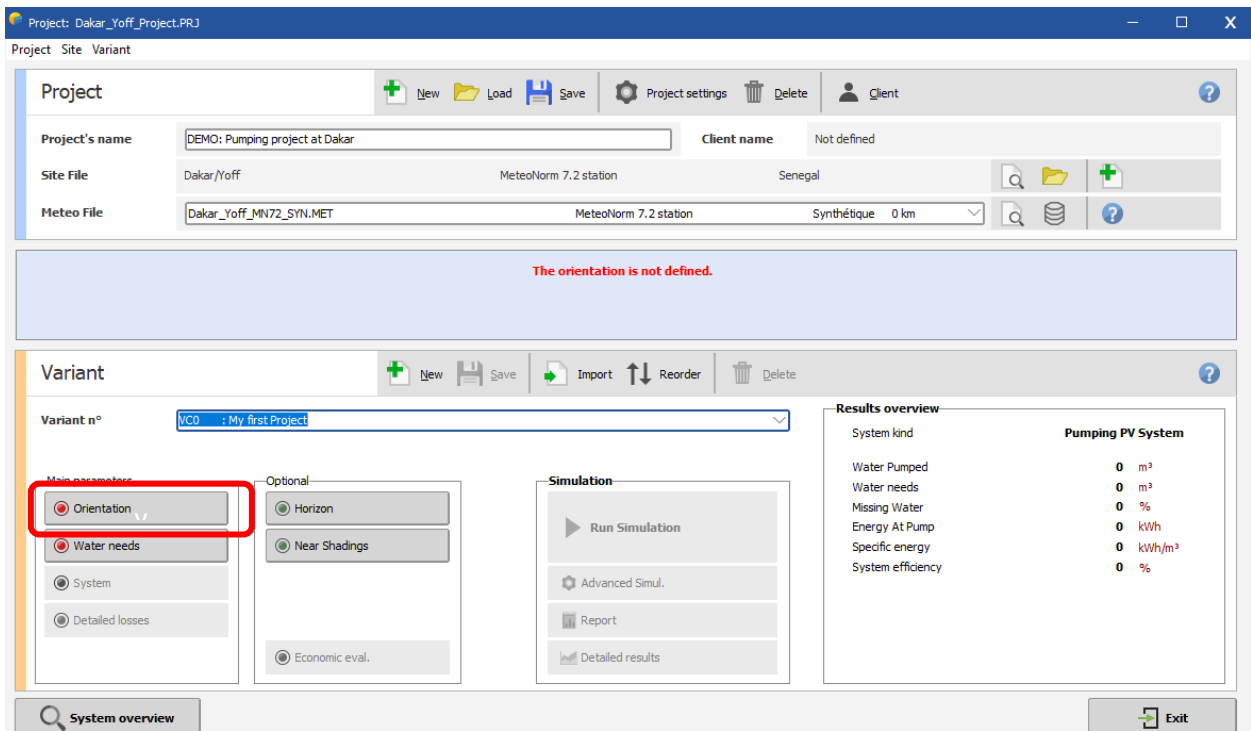 Project: Dakar_Yoff_Project.PRJ
Project Site Variant
Project New Load Save Project settings Delete Client
Project's name DEMO: Pumping project at Dakar Client name Not defined
Site File Dakar/Yoff MeteoNorm 7.2 station Senegal
Meteo File Dakar_Yoff_MN72_SYN.MET MeteoNorm 7.2 station Synthétique 0 km
The orientation is not defined.
Variant New Save Import Reorder Delete
Variant n° VC0 : My first Project
Results overview
System kind Pumping PV System
Water Pumped 0 m³
Water needs 0 m³
Missing Water 0 %
Energy At Pump 0 kWh
Specific energy 0 kWh/m³
System efficiency 0 %
Main parameters
Orientation
Water needs
System
Detailed losses
Optional
Horizon
Near Shadings
Economic eval.
Simulation
Run Simulation
Advanced Simul.
Report
Detailed results
System overview
Exit